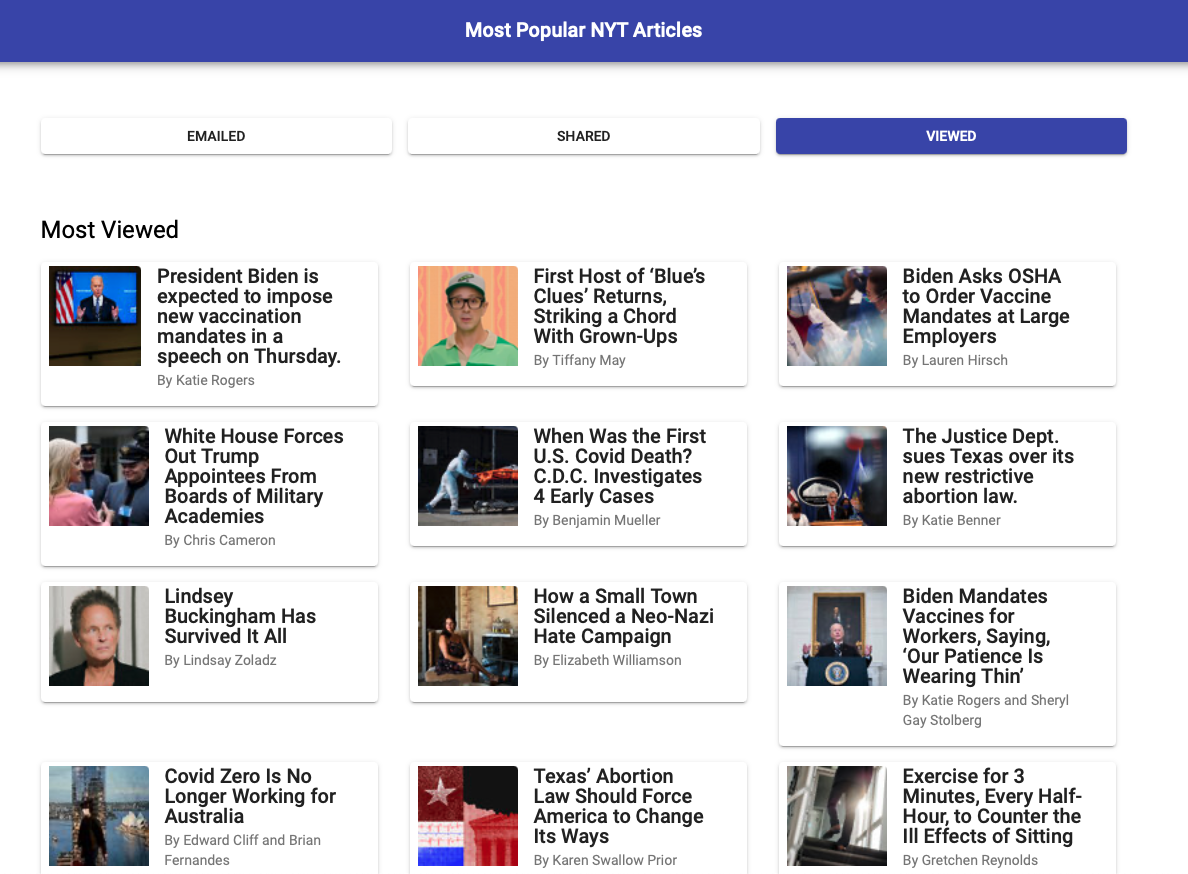 Most Popular NYT Articles
EMAILED
SHARED
VIEWED
Most Viewed
President Biden is
expected to impose
new vaccination
mandates in a
speech on Thursday.
By Katie Rogers
First Host of ‘Blue’s
Clues’ Returns,
Striking a Chord
With Grown-Ups
By Tiffany May
Biden Asks OSHA
to Order Vaccine
Mandates at Large
Employers
By Lauren Hirsch
White House Forces
Out Trump
Appointees From
Boards of Military
Academies
By Chris Cameron
When Was the First
U.S. Covid Death?
C.D.C. Investigates
4 Early Cases
By Benjamin Mueller
The Justice Dept.
sues Texas over its
new restrictive
abortion law.
By Katie Benner
Lindsey
Buckingham Has
Survived It All
By Lindsay Zoladz
How a Small Town
Silenced a Neo-Nazi
Hate Campaign
By Elizabeth Williamson
Biden Mandates
Vaccines for
Workers, Saying,
‘Our Patience Is
Wearing Thin’
By Katie Rogers and Sheryl
Gay Stolberg
Covid Zero Is No
Longer Working for
Australia
By Edward Cliff and Brian
Fernandes
Texas’ Abortion
Law Should Force
America to Change
Its Ways
By Karen Swallow Prior
Exercise for 3
Minutes, Every Half-
Hour, to Counter the
Ill Effects of Sitting
By Gretchen Reynolds